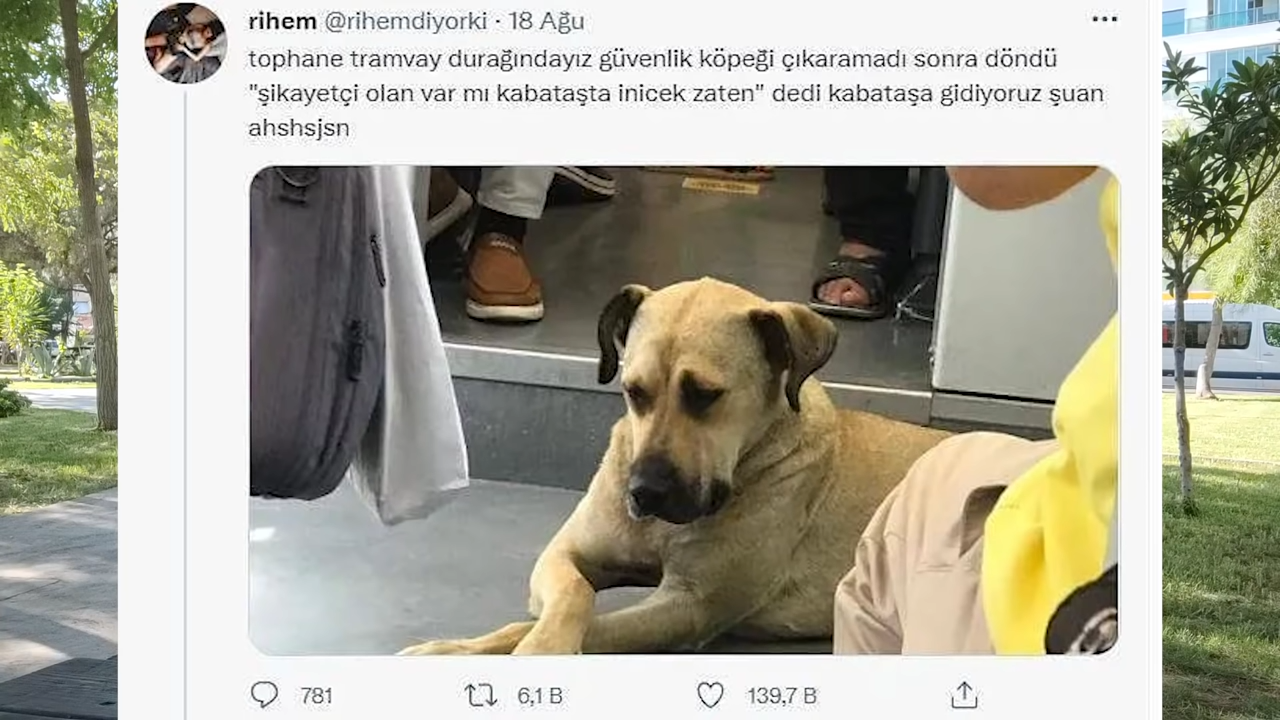 rihem @rihemdiyorki · 18 Ağu
tophane tramvay durağındayız güvenlik köpeği çıkaramadı sonra döndü
"şikayetçi olan var mı kabataşta inicek zaten" dedi kabataşa gidiyoruz şuan
ahshsjsn
781 6,1 B 139,7 B